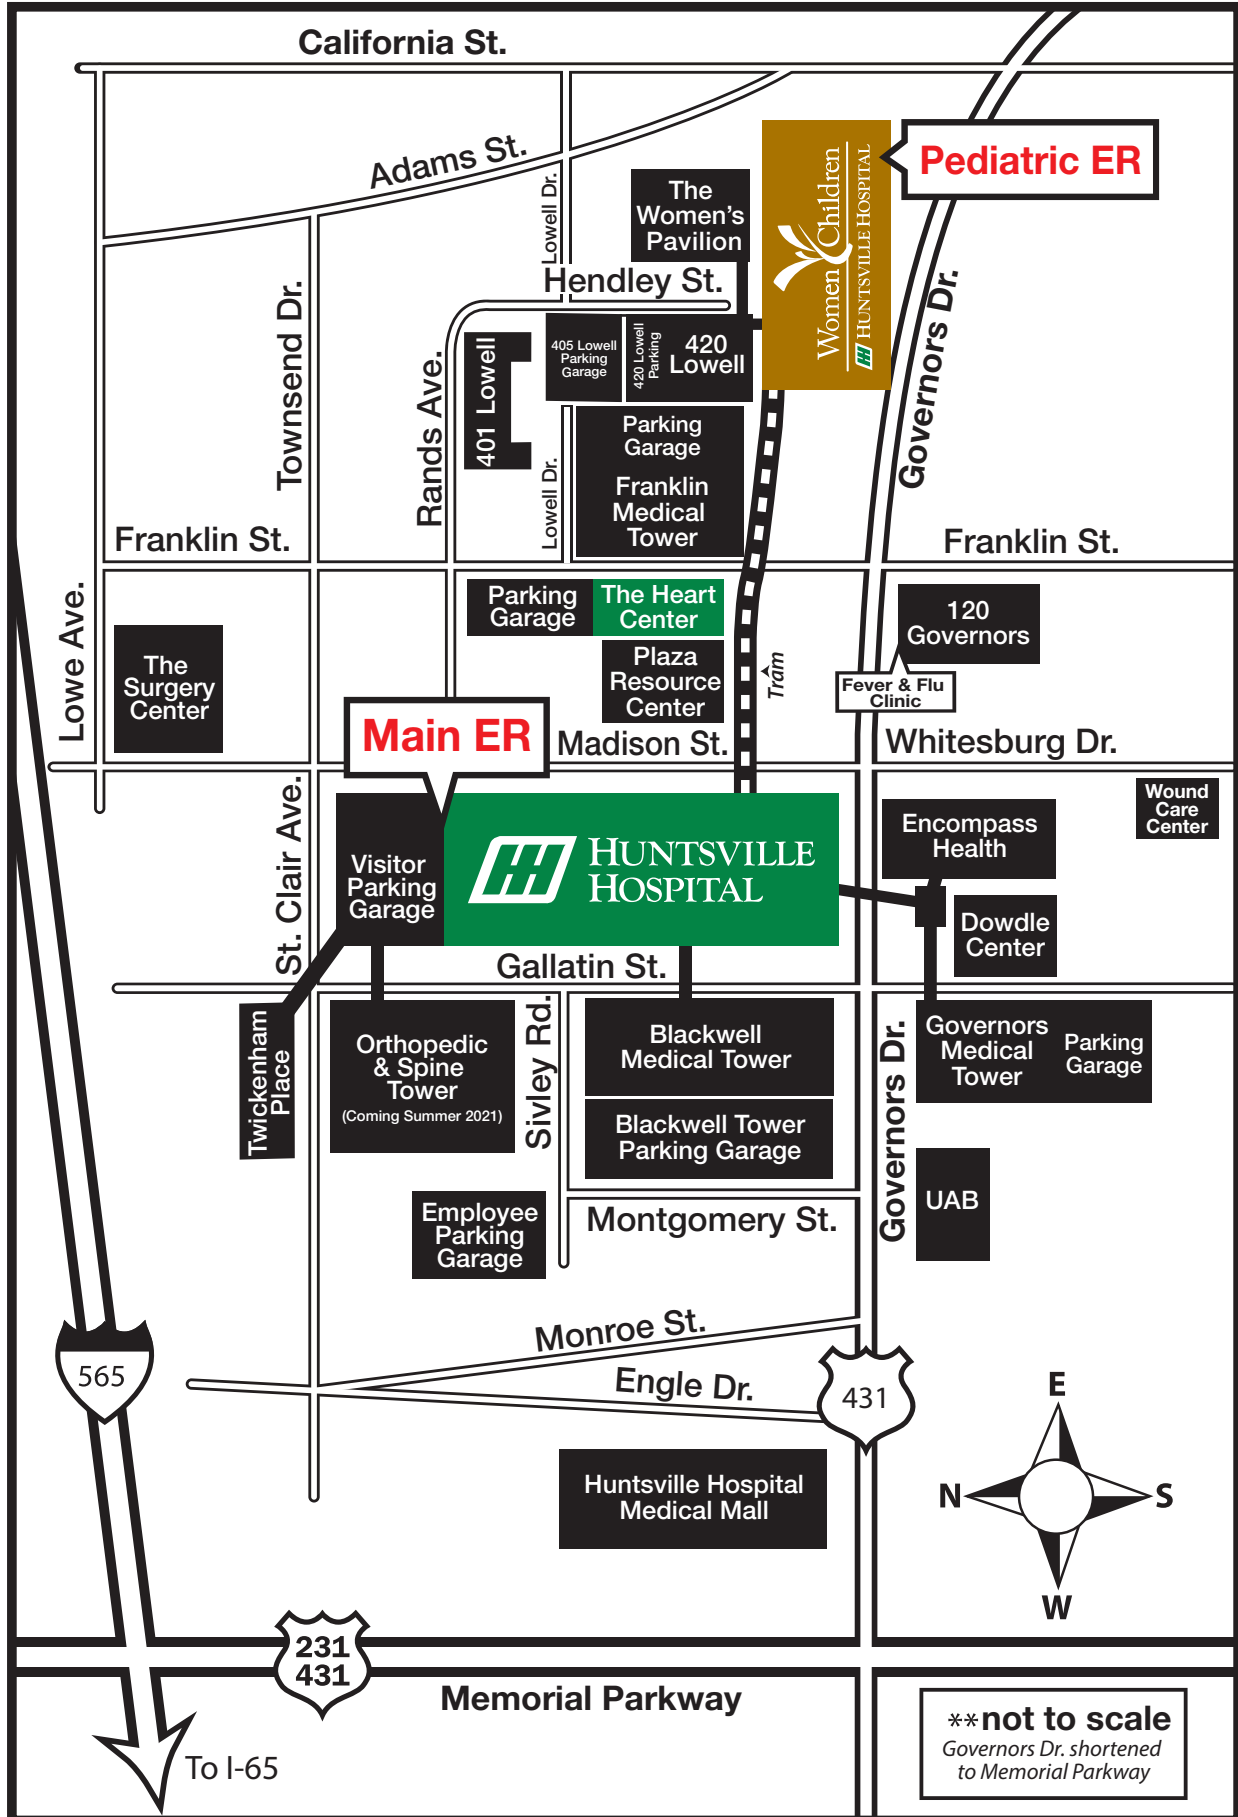 California St.
Adams St.
Pediatric ER
Women & Children
HUNTSVILLE HOSPITAL
The
Women's
Pavilion
Lowell Dr.
Hendley St.
Townsend Dr.
Governors Dr.
Rands Ave.
401 Lowell
405 Lowell
Parking
Garage
420 Lowell
Parking
420
Lowell
Parking
Garage
Franklin
Medical
Tower
Lowell Dr.
Franklin St.
Franklin St.
Lowe Ave.
The
Surgery
Center
Parking
Garage
The Heart
Center
Plaza
Resource
Center
Tram
120
Governors
Fever & Flu
Clinic
Main ER
Madison St.
Whitesburg Dr.
St. Clair Ave.
Visitor
Parking
Garage
HUNTSVILLE
HOSPITAL
Encompass
Health
Wound
Care
Center
Dowdle
Center
Gallatin St.
Twickenham
Place
Orthopedic
& Spine
Tower
(Coming Summer 2021)
Sivley Rd.
Blackwell
Medical Tower
Blackwell Tower
Parking Garage
Governors Dr.
Governors
Medical
Tower
Parking
Garage
UAB
Employee
Parking
Garage
Montgomery St.
Monroe St.
Engle Dr.
565
431
Huntsville Hospital
Medical Mall
E
N
S
W
231
431
Memorial Parkway
To I-65
**not to scale
Governors Dr. shortened
to Memorial Parkway